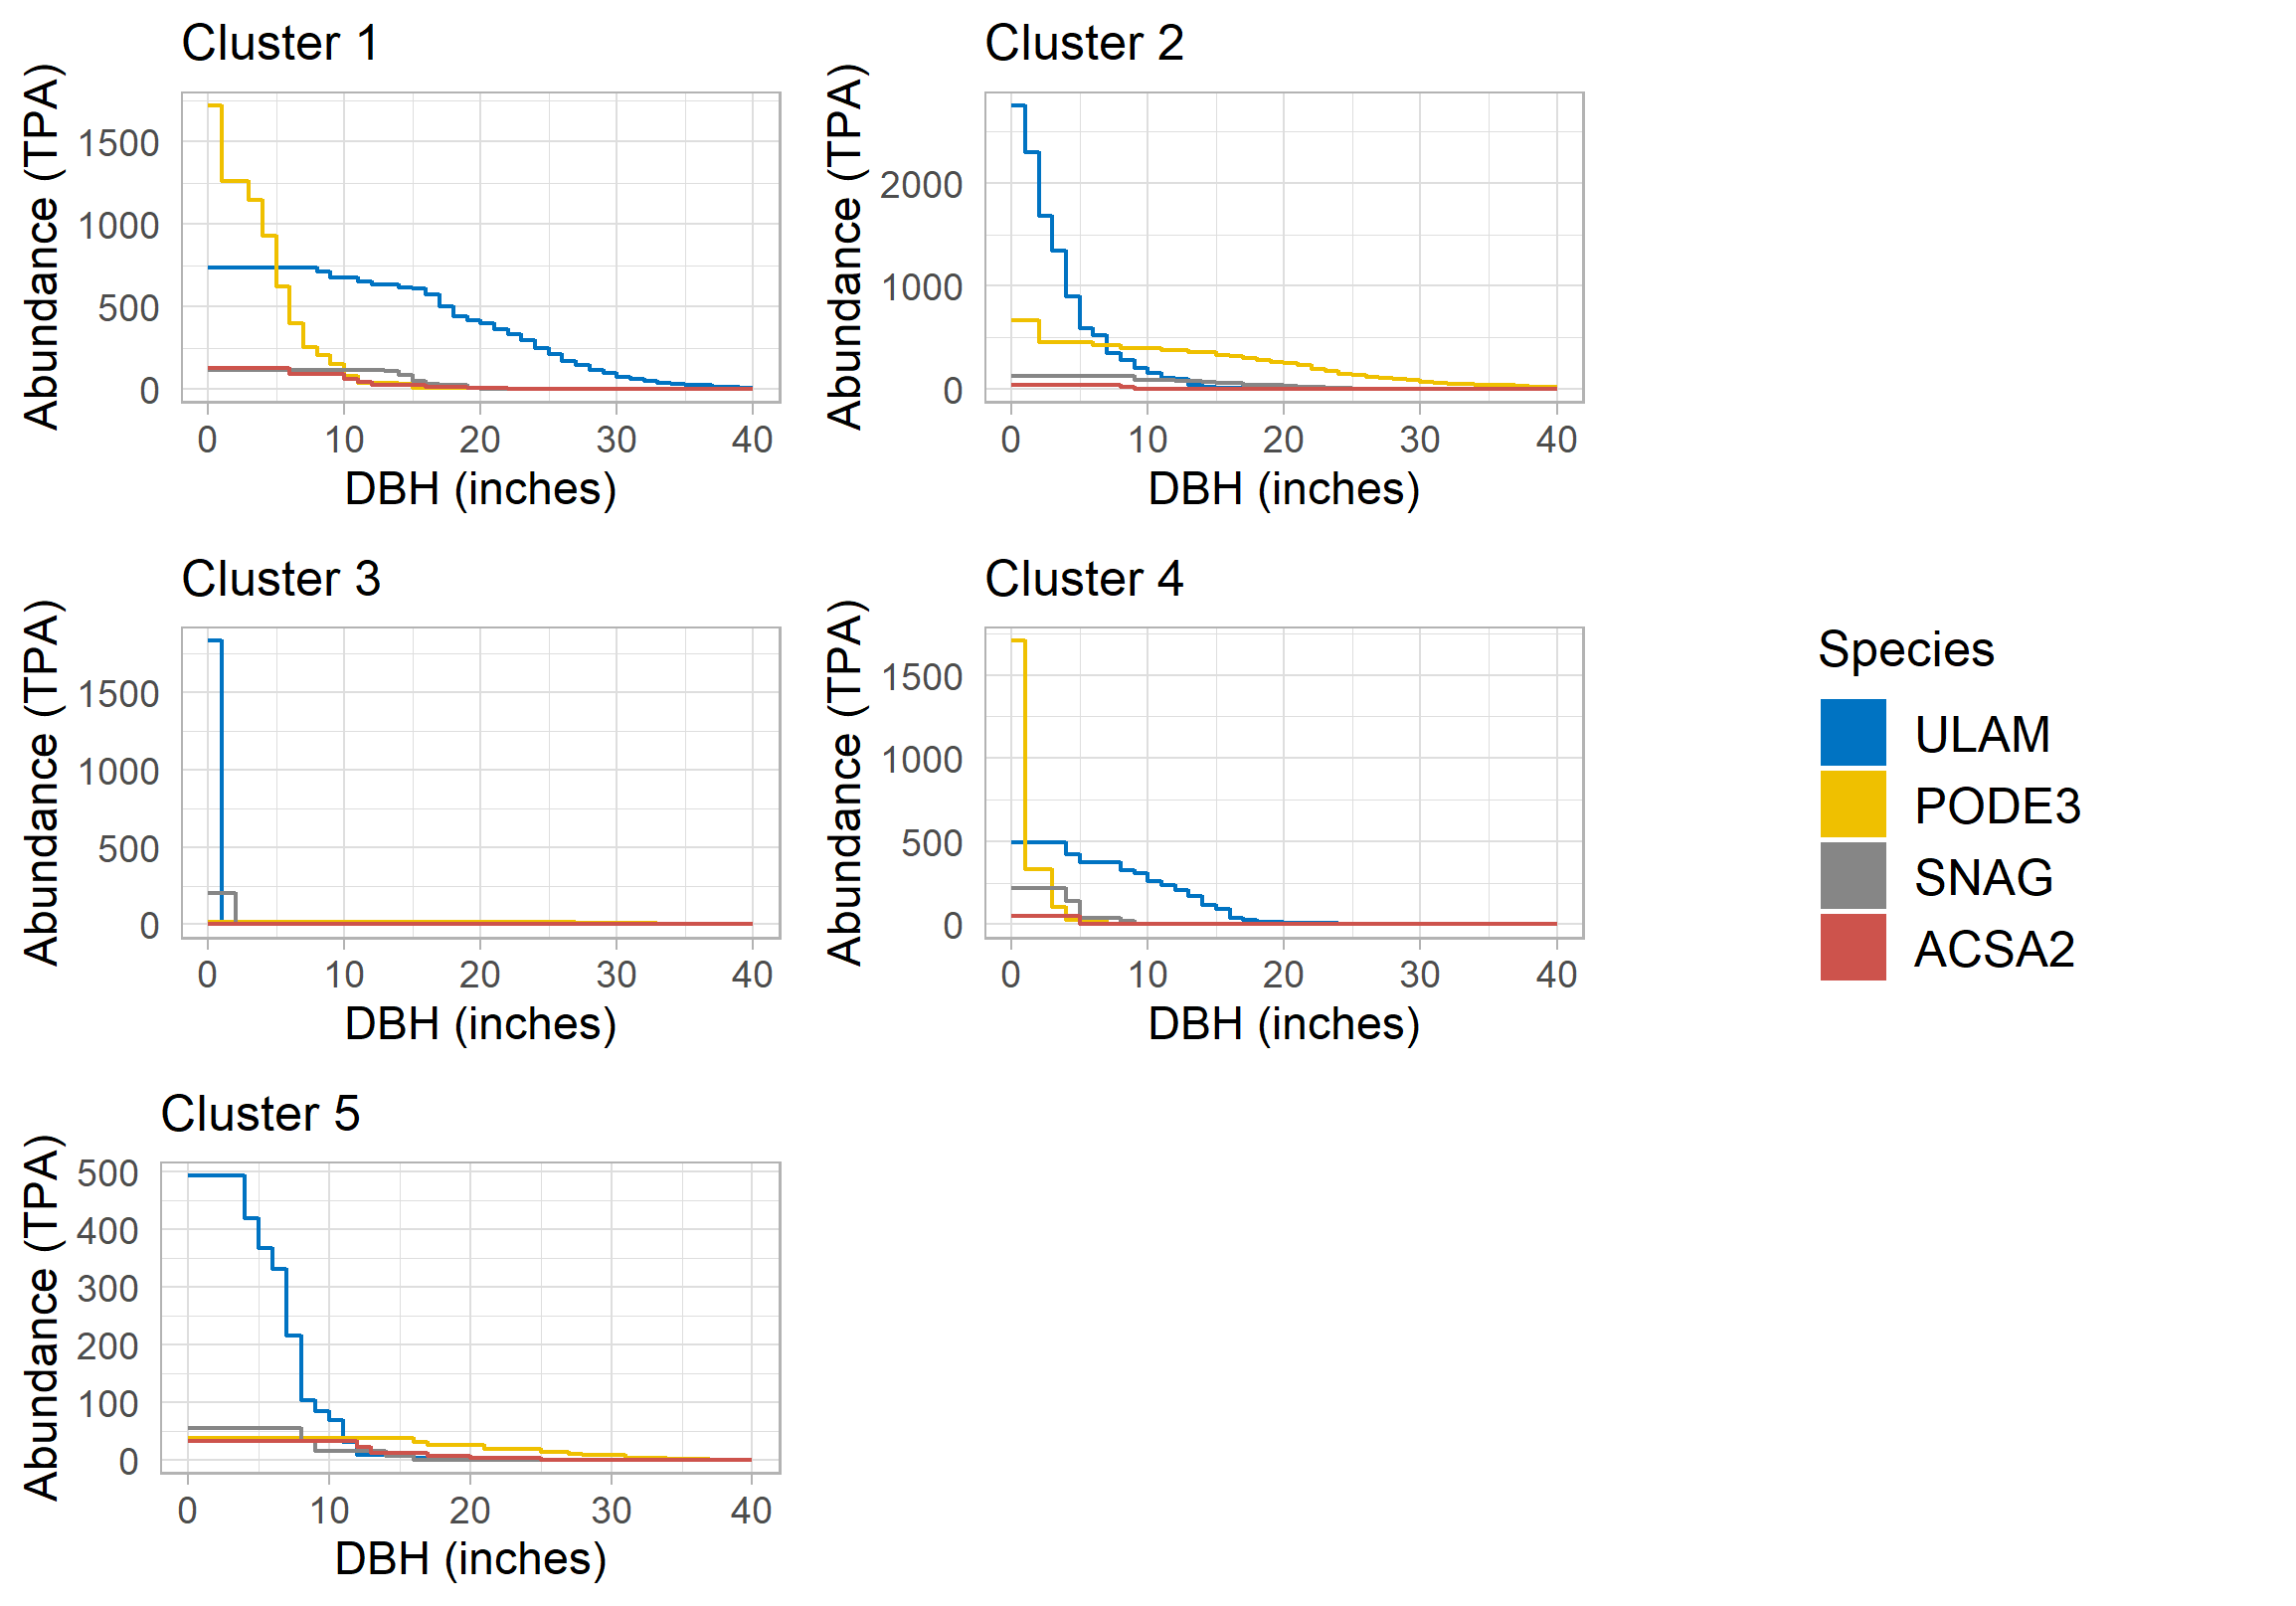 Cluster 1
Abundance (TPA)
1500
1000
500
0
0 10 20 30 40
DBH (inches)
Cluster 2
Abundance (TPA)
2000
1000
0
0 10 20 30 40
DBH (inches)
Cluster 3
Abundance (TPA)
1500
1000
500
0
0 10 20 30 40
DBH (inches)
Cluster 4
Abundance (TPA)
1500
1000
500
0
0 10 20 30 40
DBH (inches)
Species
ULAM
PODE3
SNAG
ACSA2
Cluster 5
Abundance (TPA)
500
400
300
200
100
0
0 10 20 30 40
DBH (inches)